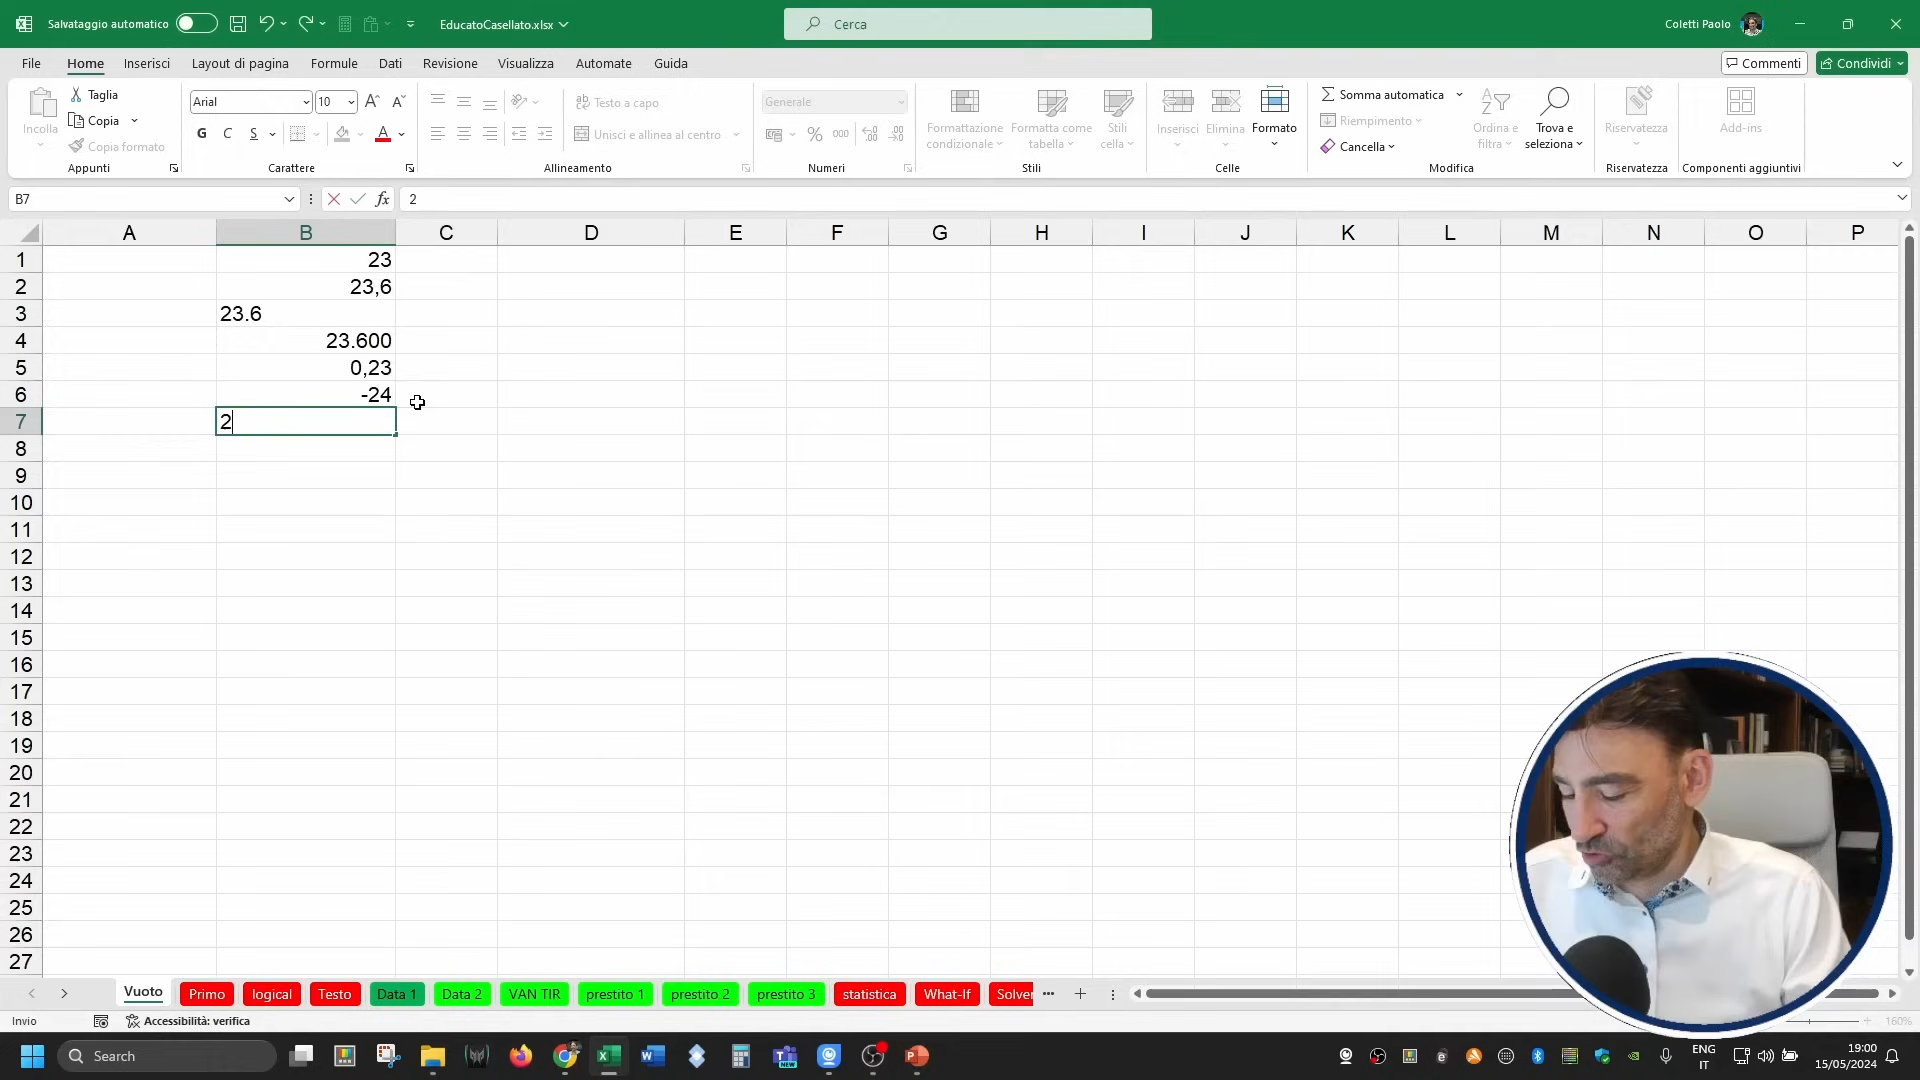 Salvataggio automatico
EducatoCasellato.xlsx
Cerca
Coletti Paolo
File Home Inserisci Layout di pagina Formule Dati Revisione Visualizza Automate Guida
Commenti
Condividi
Incolla
Taglia
Copia
Copia formato
Appunti
Arial 10
G C S
Carattere
Testo a capo
Unisci e allinea al centro
Allineamento
Generale
% 000
Numeri
Formattazione condizionale
Formatta come tabella
Stili cella
Stili
Inserisci
Elimina
Formato
Celle
Somma automatica
Riempimento
Cancella
Ordina e filtra
Trova e seleziona
Modifica
Riservatezza
Riservatezza
Add-ins
Componenti aggiuntivi
B7
fx
2
A B C D E F G H I J K L M N O P
1 23
2 23,6
3 23.6
4 23.600
5 0,23
6 -24
7 2
8
9
10
11
12
13
14
15
16
17
18
19
20
21
22
23
24
25
26
27
Vuoto Primo logical Testo Data 1 Data 2 VAN TIR prestito 1 prestito 2 prestito 3 statistica What-If Solver
Invio
Accessibilità: verifica
160%
Search
ENG
IT
19:00
15/05/2024